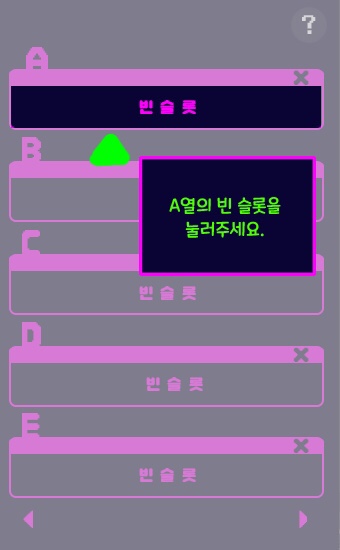 ?
A
빈 슬 롯
B
A열의 빈 슬롯을
눌러주세요.
C
빈 슬 롯
D
빈 슬 롯
E
빈 슬 롯